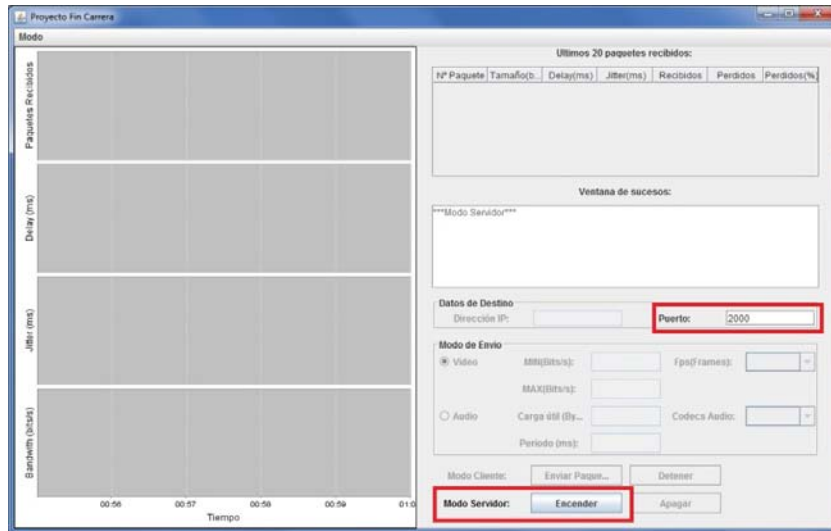 Proyecto Fin Carrera
Modo
Paquetes Recibidos
Delay (ms)
Jitter (ms)
Bandwith (bits/s)
00:56 00:57 00:58 00:59 01:0
Tiempo
Ultimos 20 paquetes recibidos:
Nº Paquete Tamaño(b... Delay(ms) Jitter(ms) Recibidos Perdidos Perdidos(%)
Ventana de sucesos:
***Modo Servidor***
Datos de Destino
Dirección IP: Puerto: 2000
Modo de Envio
Video MIN(Bits/s): Fps(Frames):
MAX(Bits/s):
Audio Carga útil (By... Codecs Audio:
Periodo (ms):
Modo Cliente: Enviar Paque... Detener
Modo Servidor: Encender Apagar